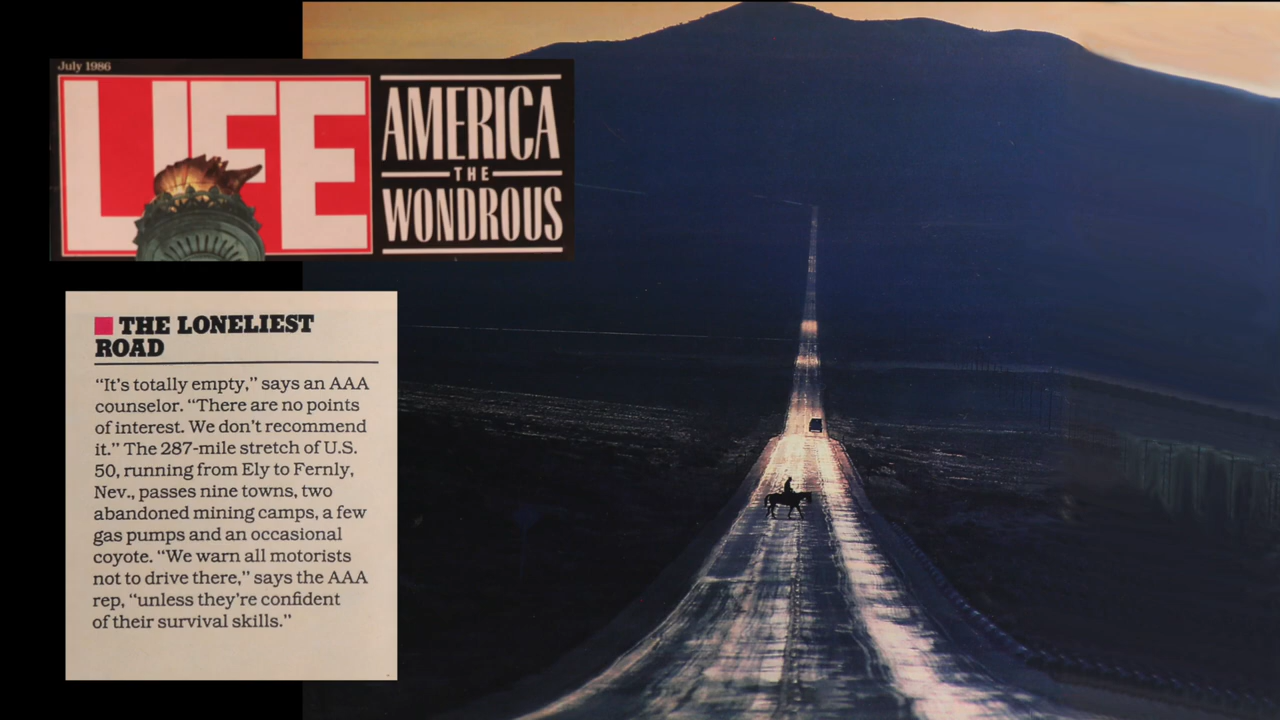 July 1986
LIFE
AMERICA
THE
WONDROUS
THE LONELIEST
ROAD
“It’s totally empty,” says an AAA
counselor. “There are no points
of interest. We don’t recommend
it.” The 287-mile stretch of U.S.
50, running from Ely to Fernly,
Nev., passes nine towns, two
abandoned mining camps, a few
gas pumps and an occasional
coyote. “We warn all motorists
not to drive there,” says the AAA
rep, “unless they’re confident
of their survival skills.”